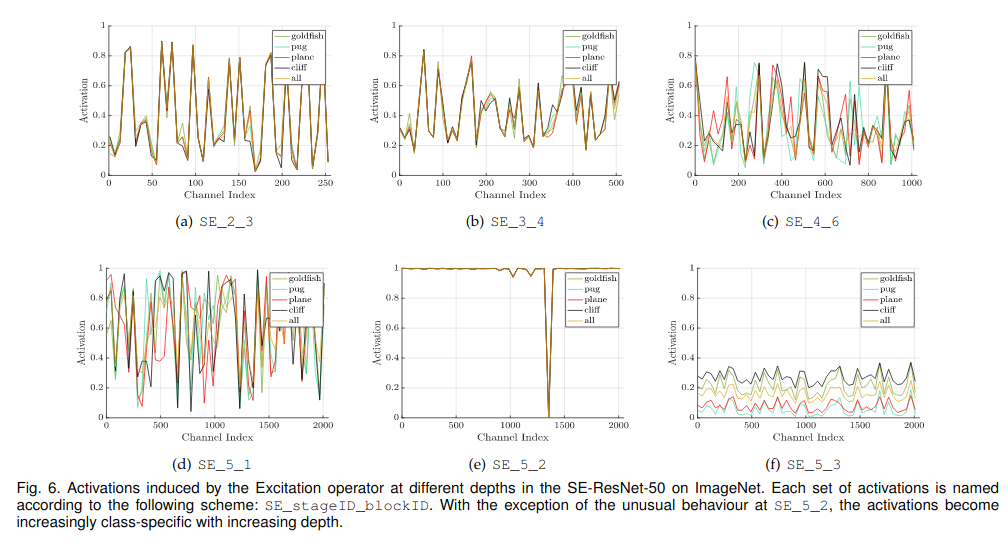 1
0.8
0.6
0.4
0.2
0
Activation
0 50 100 150 200 250
Channel Index
goldfish
pug
plane
cliff
all
(a) SE_2_3
1
0.8
0.6
0.4
0.2
0
Activation
0 100 200 300 400 500
Channel Index
goldfish
pug
plane
cliff
all
(b) SE_3_4
1
0.8
0.6
0.4
0.2
0
Activation
0 200 400 600 800 1000
Channel Index
goldfish
pug
plane
cliff
all
(c) SE_4_6
1
0.8
0.6
0.4
0.2
0
Activation
0 500 1000 1500 2000
Channel Index
goldfish
pug
plane
cliff
all
(d) SE_5_1
1
0.8
0.6
0.4
0.2
0
Activation
0 500 1000 1500 2000
Channel Index
goldfish
pug
plane
cliff
all
(e) SE_5_2
1
0.8
0.6
0.4
0.2
0
Activation
0 500 1000 1500 2000
Channel Index
goldfish
pug
plane
cliff
all
(f) SE_5_3
Fig. 6. Activations induced by the Excitation operator at different depths in the SE-ResNet-50 on ImageNet. Each set of activations is named
according to the following scheme: SE_stageID_blockID. With the exception of the unusual behaviour at SE_5_2, the activations become
increasingly class-specific with increasing depth.